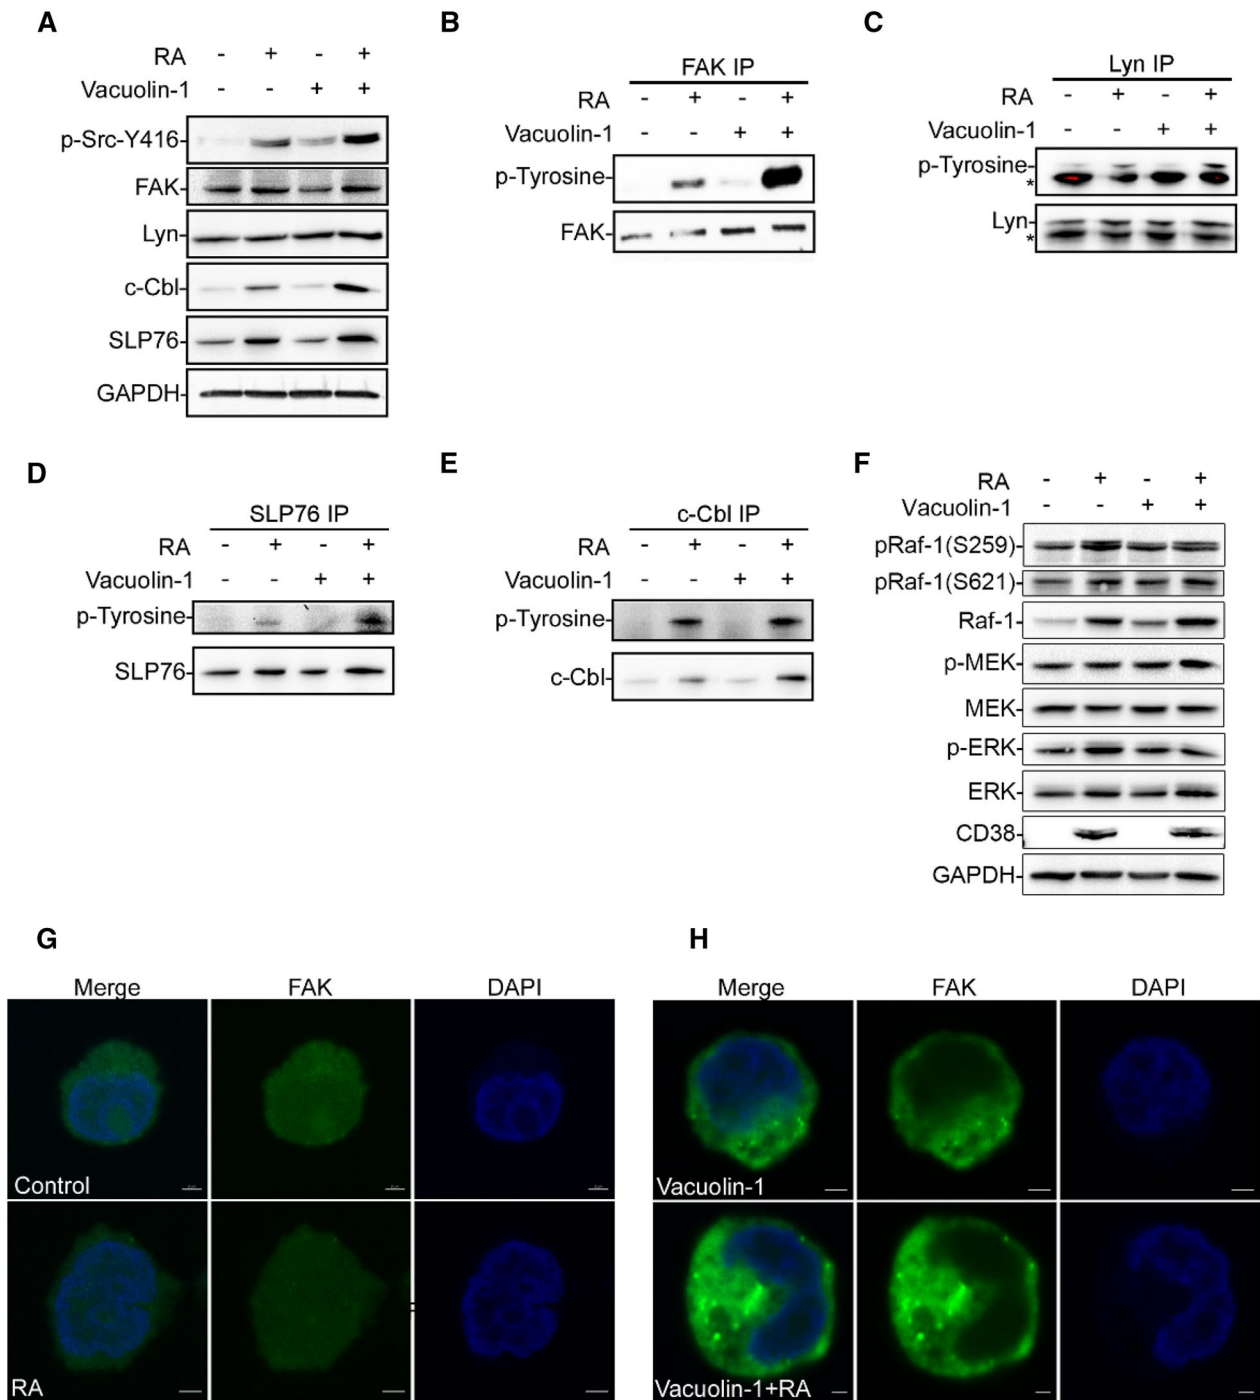 A
RA - + - +
Vacuolin-1 - - + +
p-Src-Y416-
FAK-
Lyn-
c-Cbl-
SLP76-
GAPDH-
B
FAK IP
RA - + - +
Vacuolin-1 - - + +
p-Tyrosine-
FAK-
C
Lyn IP
RA - + - +
Vacuolin-1 - - + +
p-Tyrosine-
*
Lyn-
*
D
SLP76 IP
RA - + - +
Vacuolin-1 - - + +
p-Tyrosine-
SLP76-
E
c-Cbl IP
RA - + - +
Vacuolin-1 - - + +
p-Tyrosine-
c-Cbl-
F
RA - + - +
Vacuolin-1 - - + +
pRaf-1(S259)-
pRaf-1(S621)-
Raf-1-
p-MEK-
MEK-
p-ERK-
ERK-
CD38-
GAPDH-
G
Merge FAK DAPI
Control
RA
H
Merge FAK DAPI
Vacuolin-1
Vacuolin-1+RA